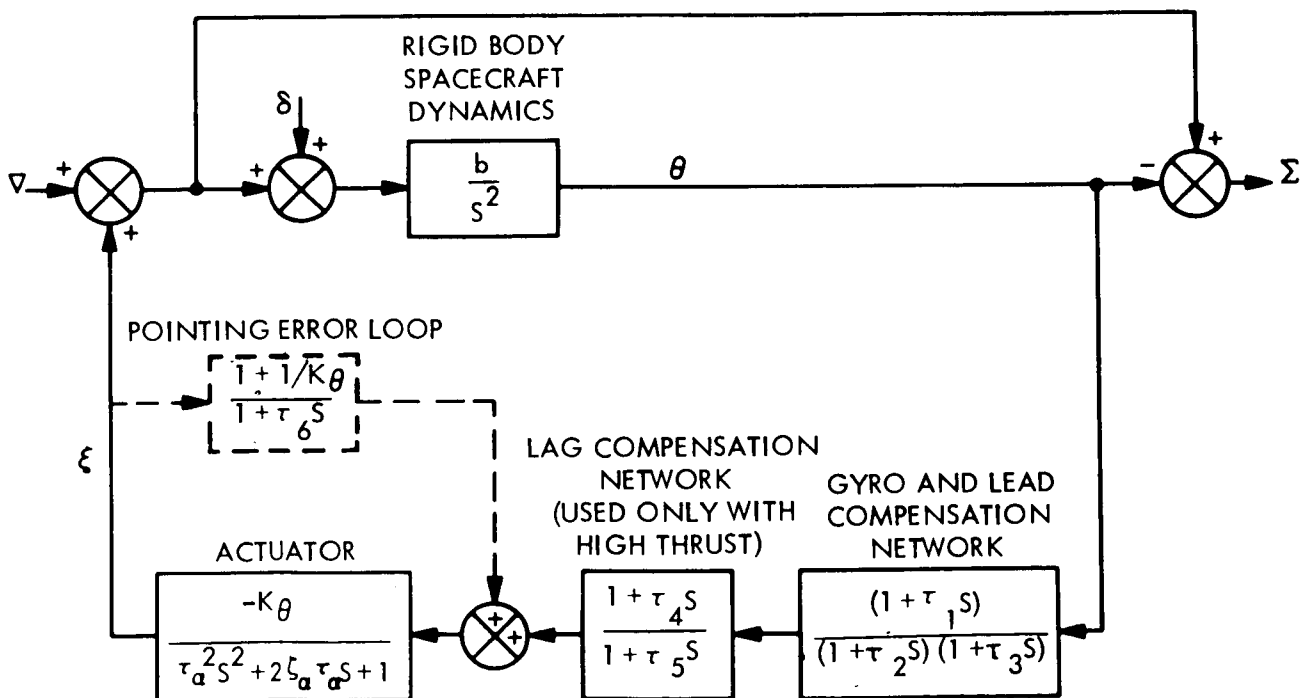 RIGID BODY
SPACECRAFT
DYNAMICS
δ
+
+
+
+
∇
b
S²
θ
-
+
Σ
POINTING ERROR LOOP
1 + 1/Kθ
1 + τ₆S
ξ
LAG COMPENSATION
NETWORK
(USED ONLY WITH
HIGH THRUST)
GYRO AND LEAD
COMPENSATION
NETWORK
ACTUATOR
-Kθ
τₐ²S² + 2ζₐτₐS + 1
+
+
1 + τ₄S
1 + τ₅S
(1 + τ₁S)
(1 + τ₂S) (1 + τ₃S)